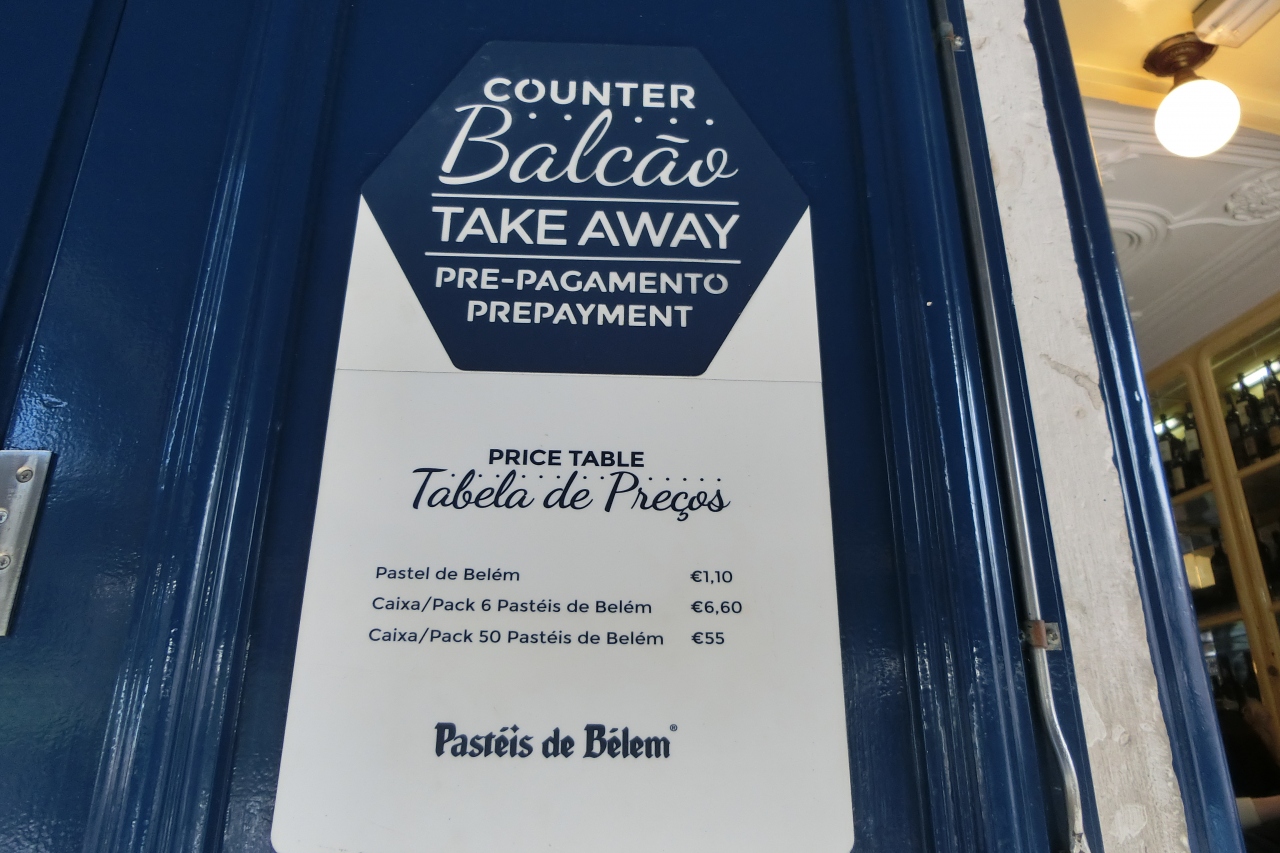 COUNTER
Balcão
TAKE AWAY
PRE-PAGAMENTO
PREPAYMENT
PRICE TABLE
Tabela de Preços
Pastel de Belém €1,10
Caixa/Pack 6 Pastéis de Belém €6,60
Caixa/Pack 50 Pastéis de Belém €55
Pastéis de Bélem®